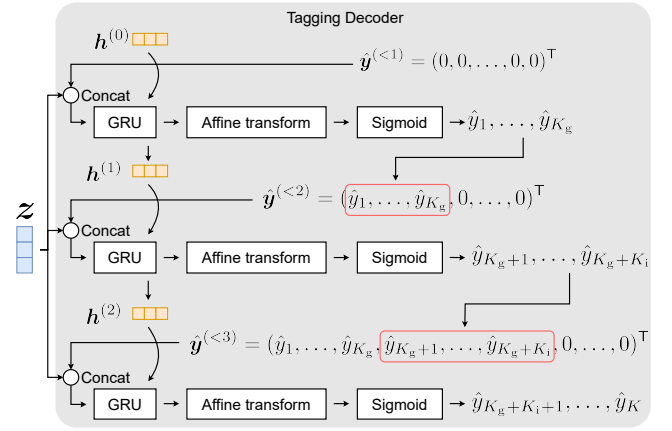 Tagging Decoder
h^{(0)}
ŷ^{(<1)} = (0, 0, ..., 0, 0)^T
Concat
GRU Affine transform Sigmoid ŷ_1, ..., ŷ_{K_g}
h^{(1)}
z
ŷ^{(<2)} = (ŷ_1, ..., ŷ_{K_g}, 0, ..., 0)^T
Concat
GRU Affine transform Sigmoid ŷ_{K_g+1}, ..., ŷ_{K_g+K_i}
h^{(2)}
ŷ^{(<3)} = (ŷ_1, ..., ŷ_{K_g}, ŷ_{K_g+1}, ..., ŷ_{K_g+K_i}, 0, ..., 0)^T
Concat
GRU Affine transform Sigmoid ŷ_{K_g+K_i+1}, ..., ŷ_K